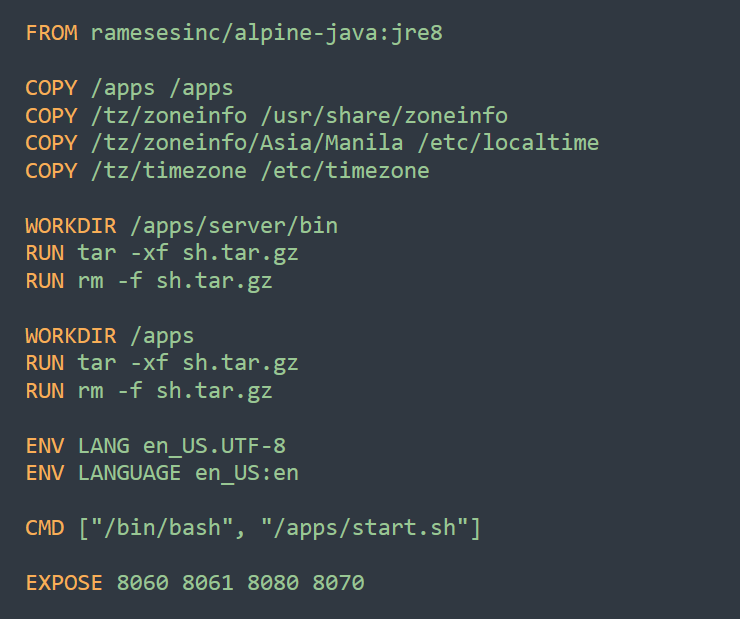 FROM ramesesinc/alpine-java:jre8
COPY /apps /apps
COPY /tz/zoneinfo /usr/share/zoneinfo
COPY /tz/zoneinfo/Asia/Manila /etc/localtime
COPY /tz/timezone /etc/timezone
WORKDIR /apps/server/bin
RUN tar -xf sh.tar.gz
RUN rm -f sh.tar.gz
WORKDIR /apps
RUN tar -xf sh.tar.gz
RUN rm -f sh.tar.gz
ENV LANG en_US.UTF-8
ENV LANGUAGE en_US:en
CMD ["/bin/bash", "/apps/start.sh"]
EXPOSE 8060 8061 8080 8070